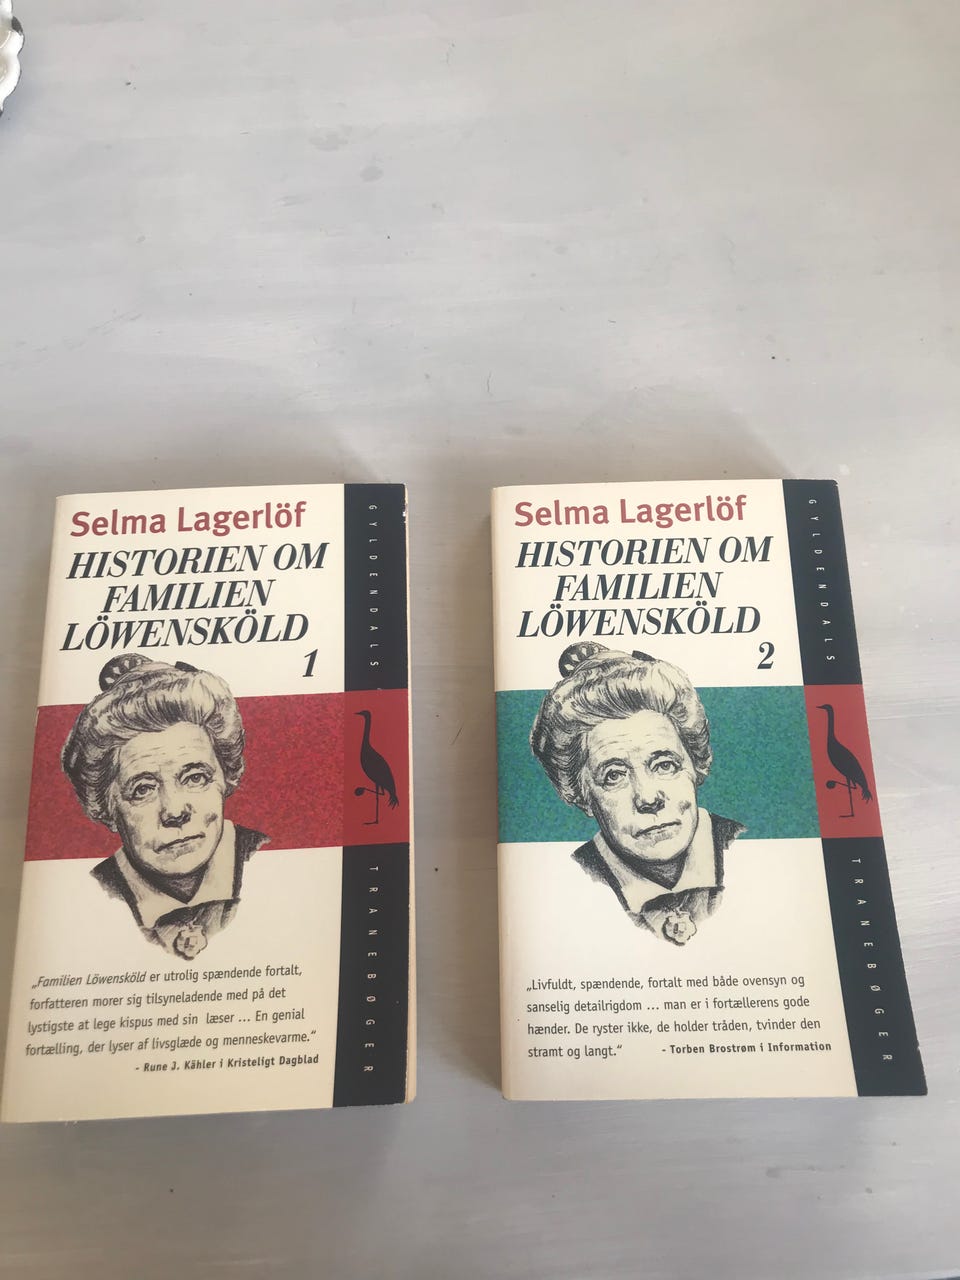 Selma Lagerlöf
HISTORIEN OM
FAMILIEN
LÖWENSKÖLD
1
„Familien Löwensköld er utrolig spændende fortalt,
forfatteren morer sig tilsyneladende med på det
lystigste at lege kispus med sin læser ... En genial
fortælling, der lyser af livsglæde og menneskevarme.“
- Rune J. Kähler i Kristeligt Dagblad
GYLDENDALS
TRANEBØGER
Selma Lagerlöf
HISTORIEN OM
FAMILIEN
LÖWENSKÖLD
2
„Livfuldt, spændende, fortalt med både ovensyn og
sanselig detailrigdom ... man er i fortællerens gode
hænder. De ryster ikke, de holder tråden, tvinder den
stramt og langt.“ - Torben Brostrøm i Information
GYLDENDALS
TRANEBØGER